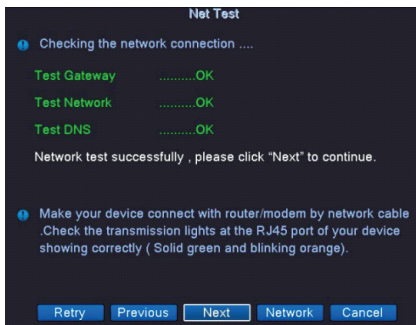 Net Test
Checking the network connection ....
Test Gateway ..........OK
Test Network ..........OK
Test DNS ..........OK
Network test successfully , please click "Next" to continue.
Make your device connect with router/modem by network cable
.Check the transmission lights at the RJ45 port of your device
showing correctly ( Solid green and blinking orange).
Retry Previous Next Network Cancel